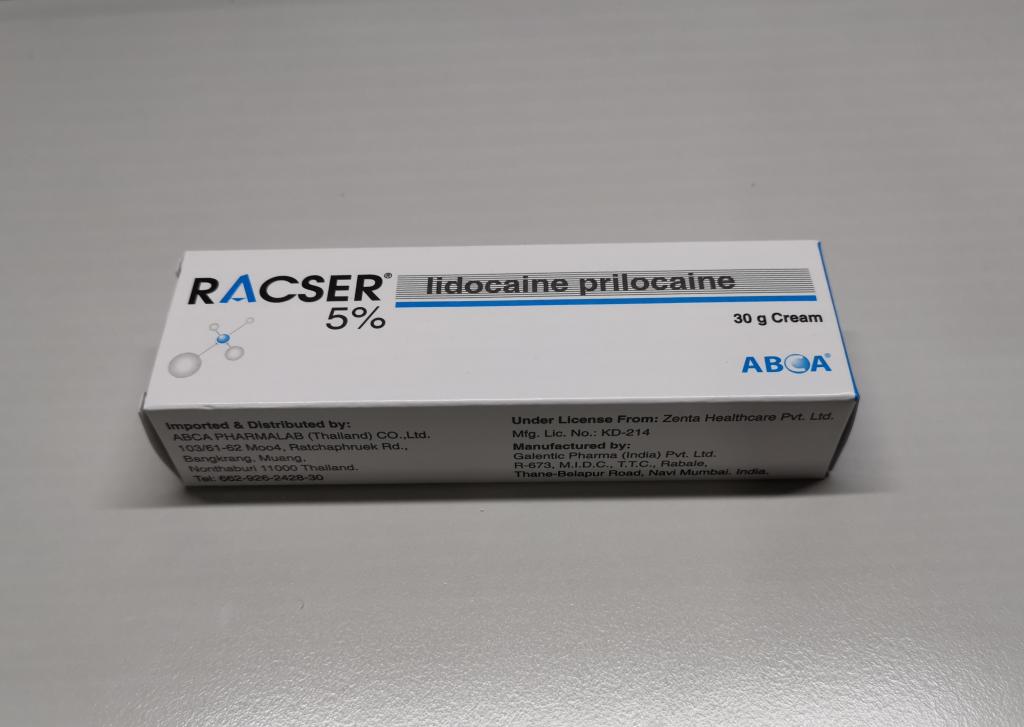 RACSER®
5%
lidocaine prilocaine
30 g Cream
ABCA®
Imported & Distributed by:
ABCA PHARMALAB (Thailand) CO.,Ltd.
103/61-62 Moo4, Ratchaphruek Rd.,
Bangkrang, Muang,
Nonthaburi 11000 Thailand.
Tel: 662-926-2428-30
Under License From: Zenta Healthcare Pvt. Ltd.
Mfg. Lic. No.: KD-214
Manufactured by:
Galentic Pharma (India) Pvt. Ltd.
R-673, M.I.D.C., T.T.C., Rabale,
Thane-Belapur Road, Navi Mumbai. India.